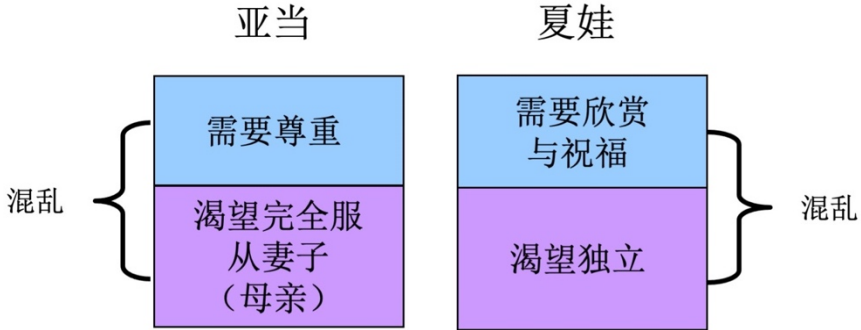 亚当
夏娃
需要尊重
渴望完全服
从妻子
（母亲）
混乱
需要欣赏
与祝福
渴望独立
混乱